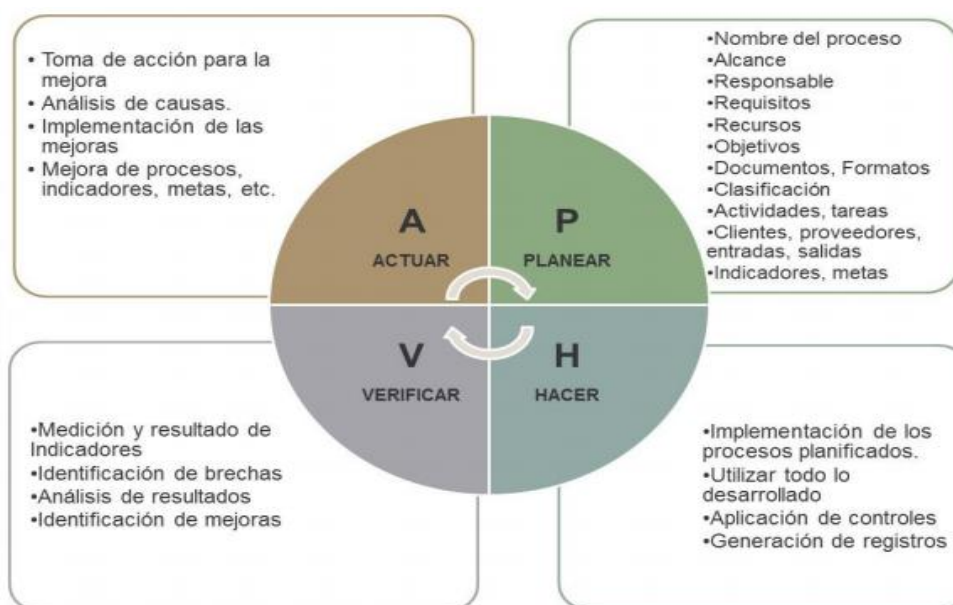 • Toma de acción para la
mejora
• Análisis de causas.
• Implementación de las
mejoras
• Mejora de procesos,
indicadores, metas, etc.
•Nombre del proceso
•Alcance
•Responsable
•Requisitos
•Recursos
•Objetivos
•Documentos, Formatos
•Clasificación
•Actividades, tareas
•Clientes, proveedores,
entradas, salidas
•Indicadores, metas
A
ACTUAR
P
PLANEAR
V
VERIFICAR
H
HACER
•Medición y resultado de
Indicadores
•Identificación de brechas
•Análisis de resultados
•Identificación de mejoras
•Implementación de los
procesos planificados.
•Utilizar todo lo
desarrollado
•Aplicación de controles
•Generación de registros